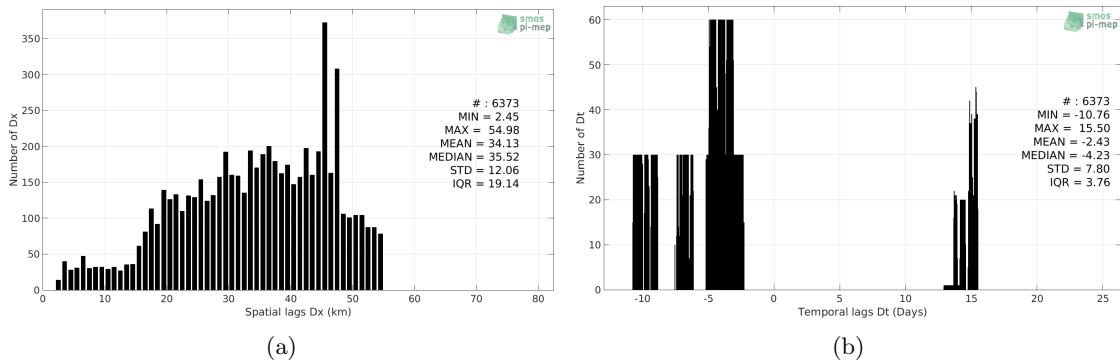 smos
pi-mep
350
300
250
200
150
100
50
0
Number of Dx
# : 6373
MIN = 2.45
MAX = 54.98
MEAN = 34.13
MEDIAN = 35.52
STD = 12.06
IQR = 19.14
0 10 20 30 40 50 60 70 80
Spatial lags Dx (km)
(a)
smos
pi-mep
60
50
40
30
20
10
0
Number of Dt
# : 6373
MIN = -10.76
MAX = 15.50
MEAN = -2.43
MEDIAN = -4.23
STD = 7.80
IQR = 3.76
-10 -5 0 5 10 15 20 25
Temporal lags Dt (Days)
(b)